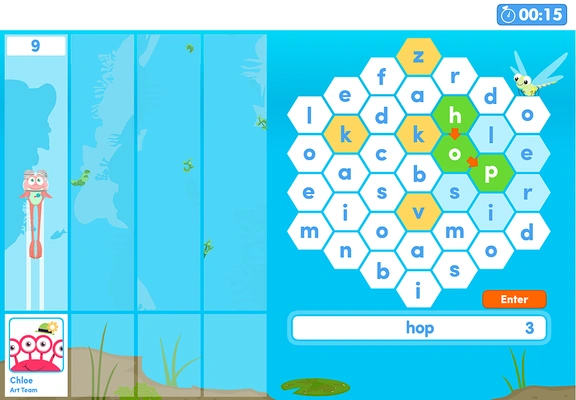 00:15
9
z
f r
e a d
l d h o
k k l
o c o e
a b p
e s s r
i v i
m o m d
n a o
b s
i
Enter
hop 3
Chloe
Art Team